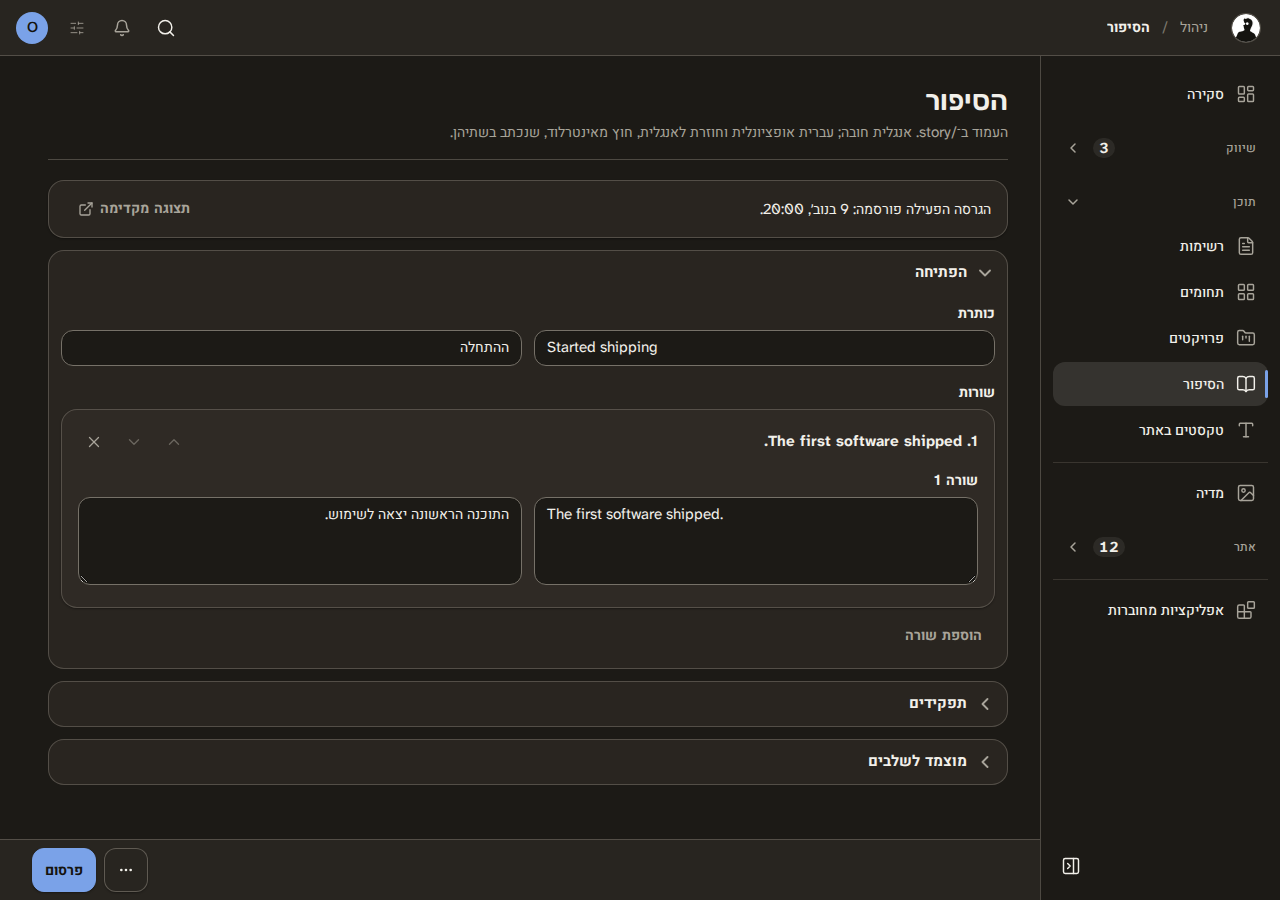 ניהול / הסיפור
O
סקירה
שיווק 3
תוכן
רשימות
תחומים
פרויקטים
הסיפור
טקסטים באתר
מדיה
אתר 12
אפליקציות מחוברות
הסיפור
העמוד ב־/story. אנגלית חובה; עברית אופציונלית וחוזרת לאנגלית, חוץ מאינטרלוד, שנכתב בשתיהן.
הגרסה הפעילה פורסמה: 9 בנוב׳, 20:00.
תצוגה מקדימה
הפתיחה
כותרת
Started shipping
ההתחלה
שורות
1. The first software shipped.
שורה 1
The first software shipped.
התוכנה הראשונה יצאה לשימוש.
הוספת שורה
תפקידים
מוצמד לשלבים
פרסום